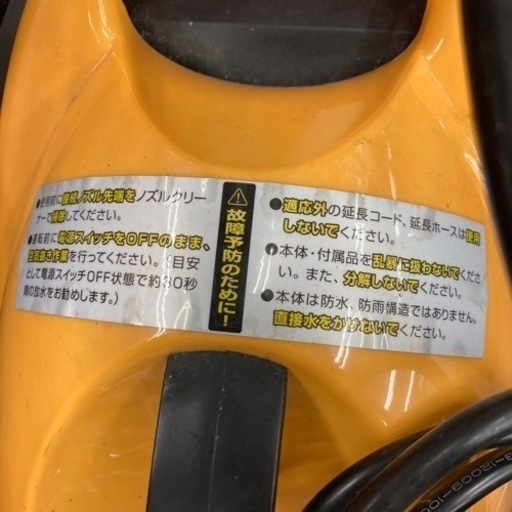 ●使用前に噴射ノズル先端をノズルクリー
ナーで掃除してください。
●運転前に電源スイッチをOFFのまま、
空気抜き作業を行ってください。(目安
として電源スイッチOFF状態で約30秒
間の放水をお勧めします。)
故障予防のために!
●適応外の延長コード、延長ホースは使用
しないでください。
●本体・付属品を乱暴に扱わないでくださ
い。また、分解しないでください。
●本体は防水、防雨構造ではありません。
直接水をかけないでください。